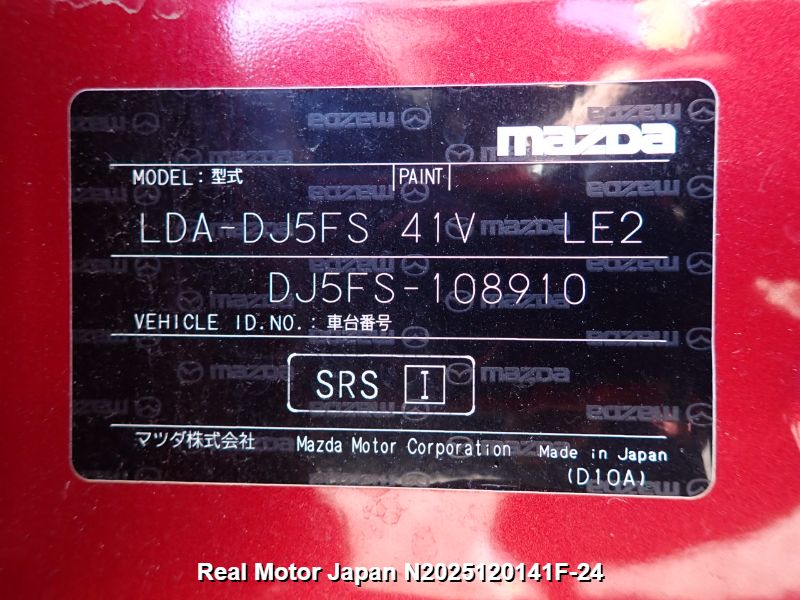 mazda
MODEL: 型式 PAINT
LDA-DJ5FS 41V LE2
DJ5FS-108910
VEHICLE ID.NO.: 車台番号
SRS I
マツダ株式会社 Mazda Motor Corporation Made in Japan
(D10A)
Real Motor Japan N2025120141F-24